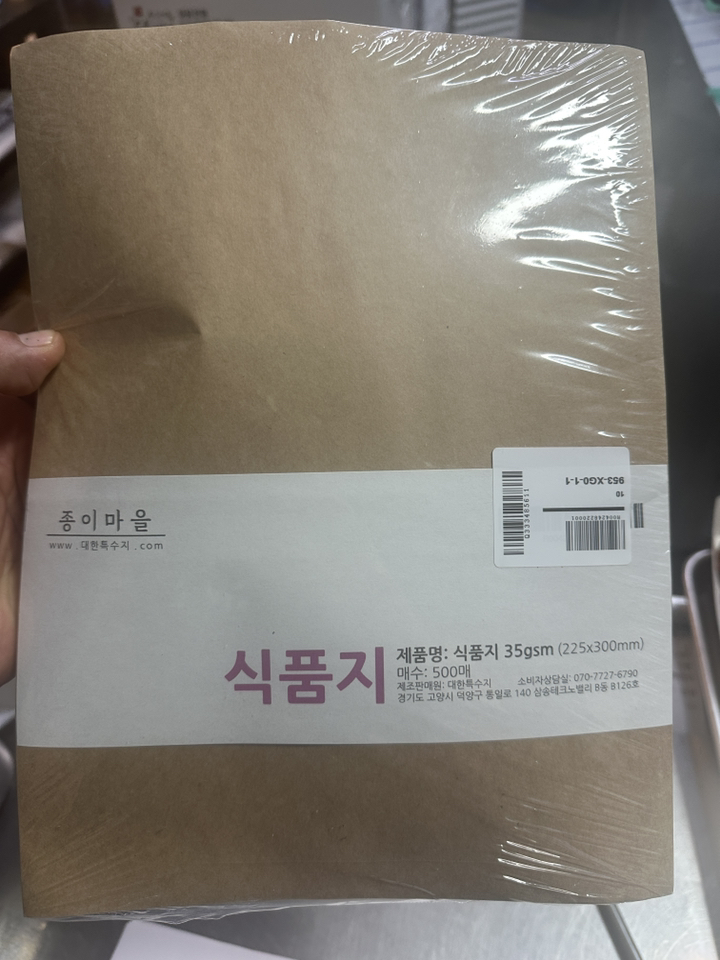 종이마을
www.대한특수지.com
953-XG0-1-1
10
Q333485611
식품지
제품명: 식품지 35gsm (225x300mm)
매수: 500매
제조판매원: 대한특수지 소비자상담실: 070-7727-6790
경기도 고양시 덕양구 통일로 140 삼송테크노밸리 B동 B126호